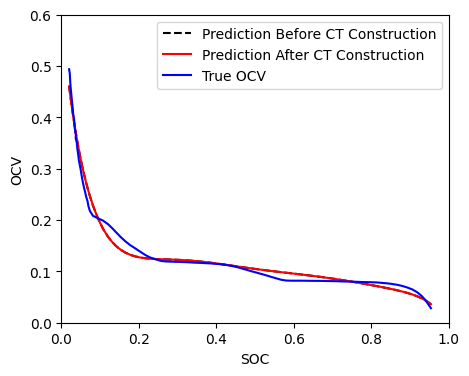 0.6
0.5
0.4
0.3
0.2
0.1
0.0
OCV
Prediction Before CT Construction
Prediction After CT Construction
True OCV
0.0 0.2 0.4 0.6 0.8 1.0
SOC